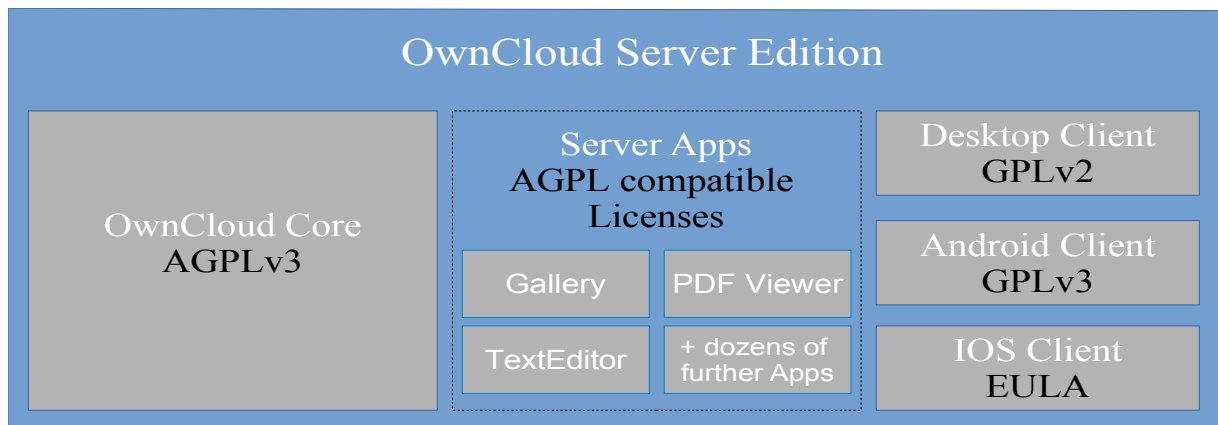 OwnCloud Server Edition
OwnCloud Core
AGPLv3
Server Apps
AGPL compatible
Licenses
Gallery
PDF Viewer
TextEditor
+ dozens of
further Apps
Desktop Client
GPLv2
Android Client
GPLv3
IOS Client
EULA